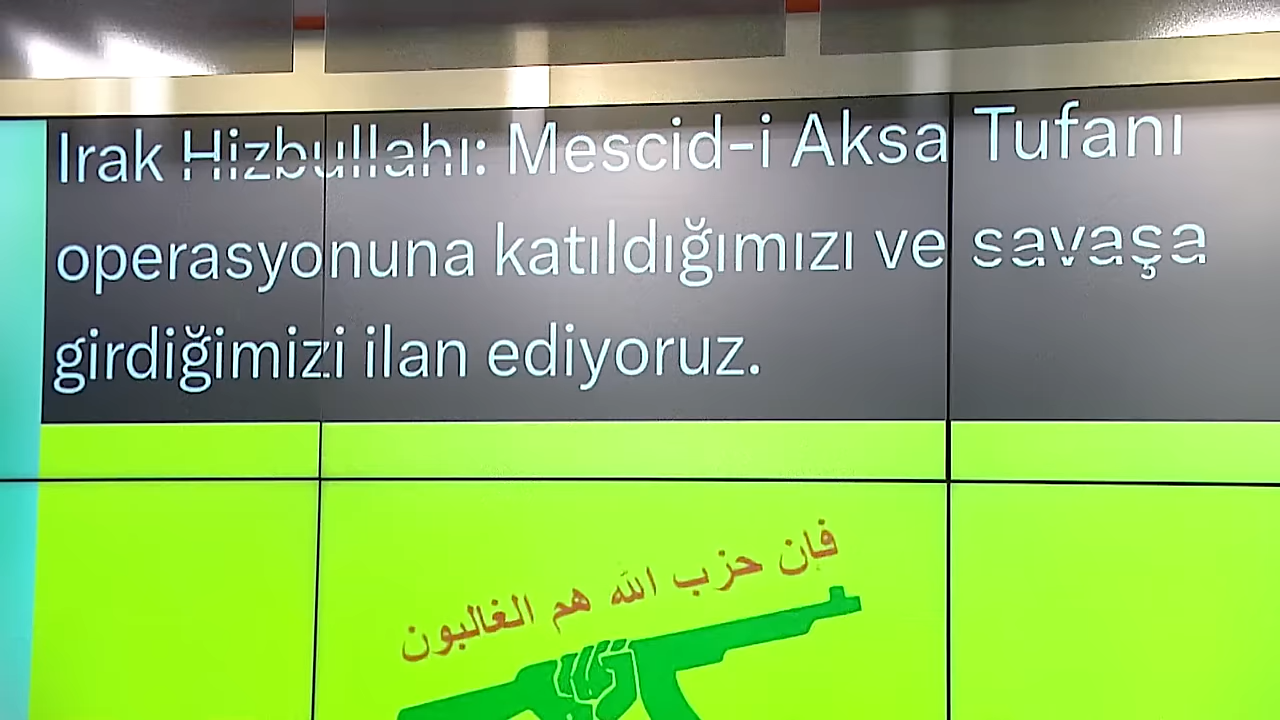 Irak Hizbullahı: Mescid-i Aksa Tufanı
operasyonuna katıldığımızı ve savaşa
girdiğimizi ilan ediyoruz.
فان حزب الله هم الغالبون